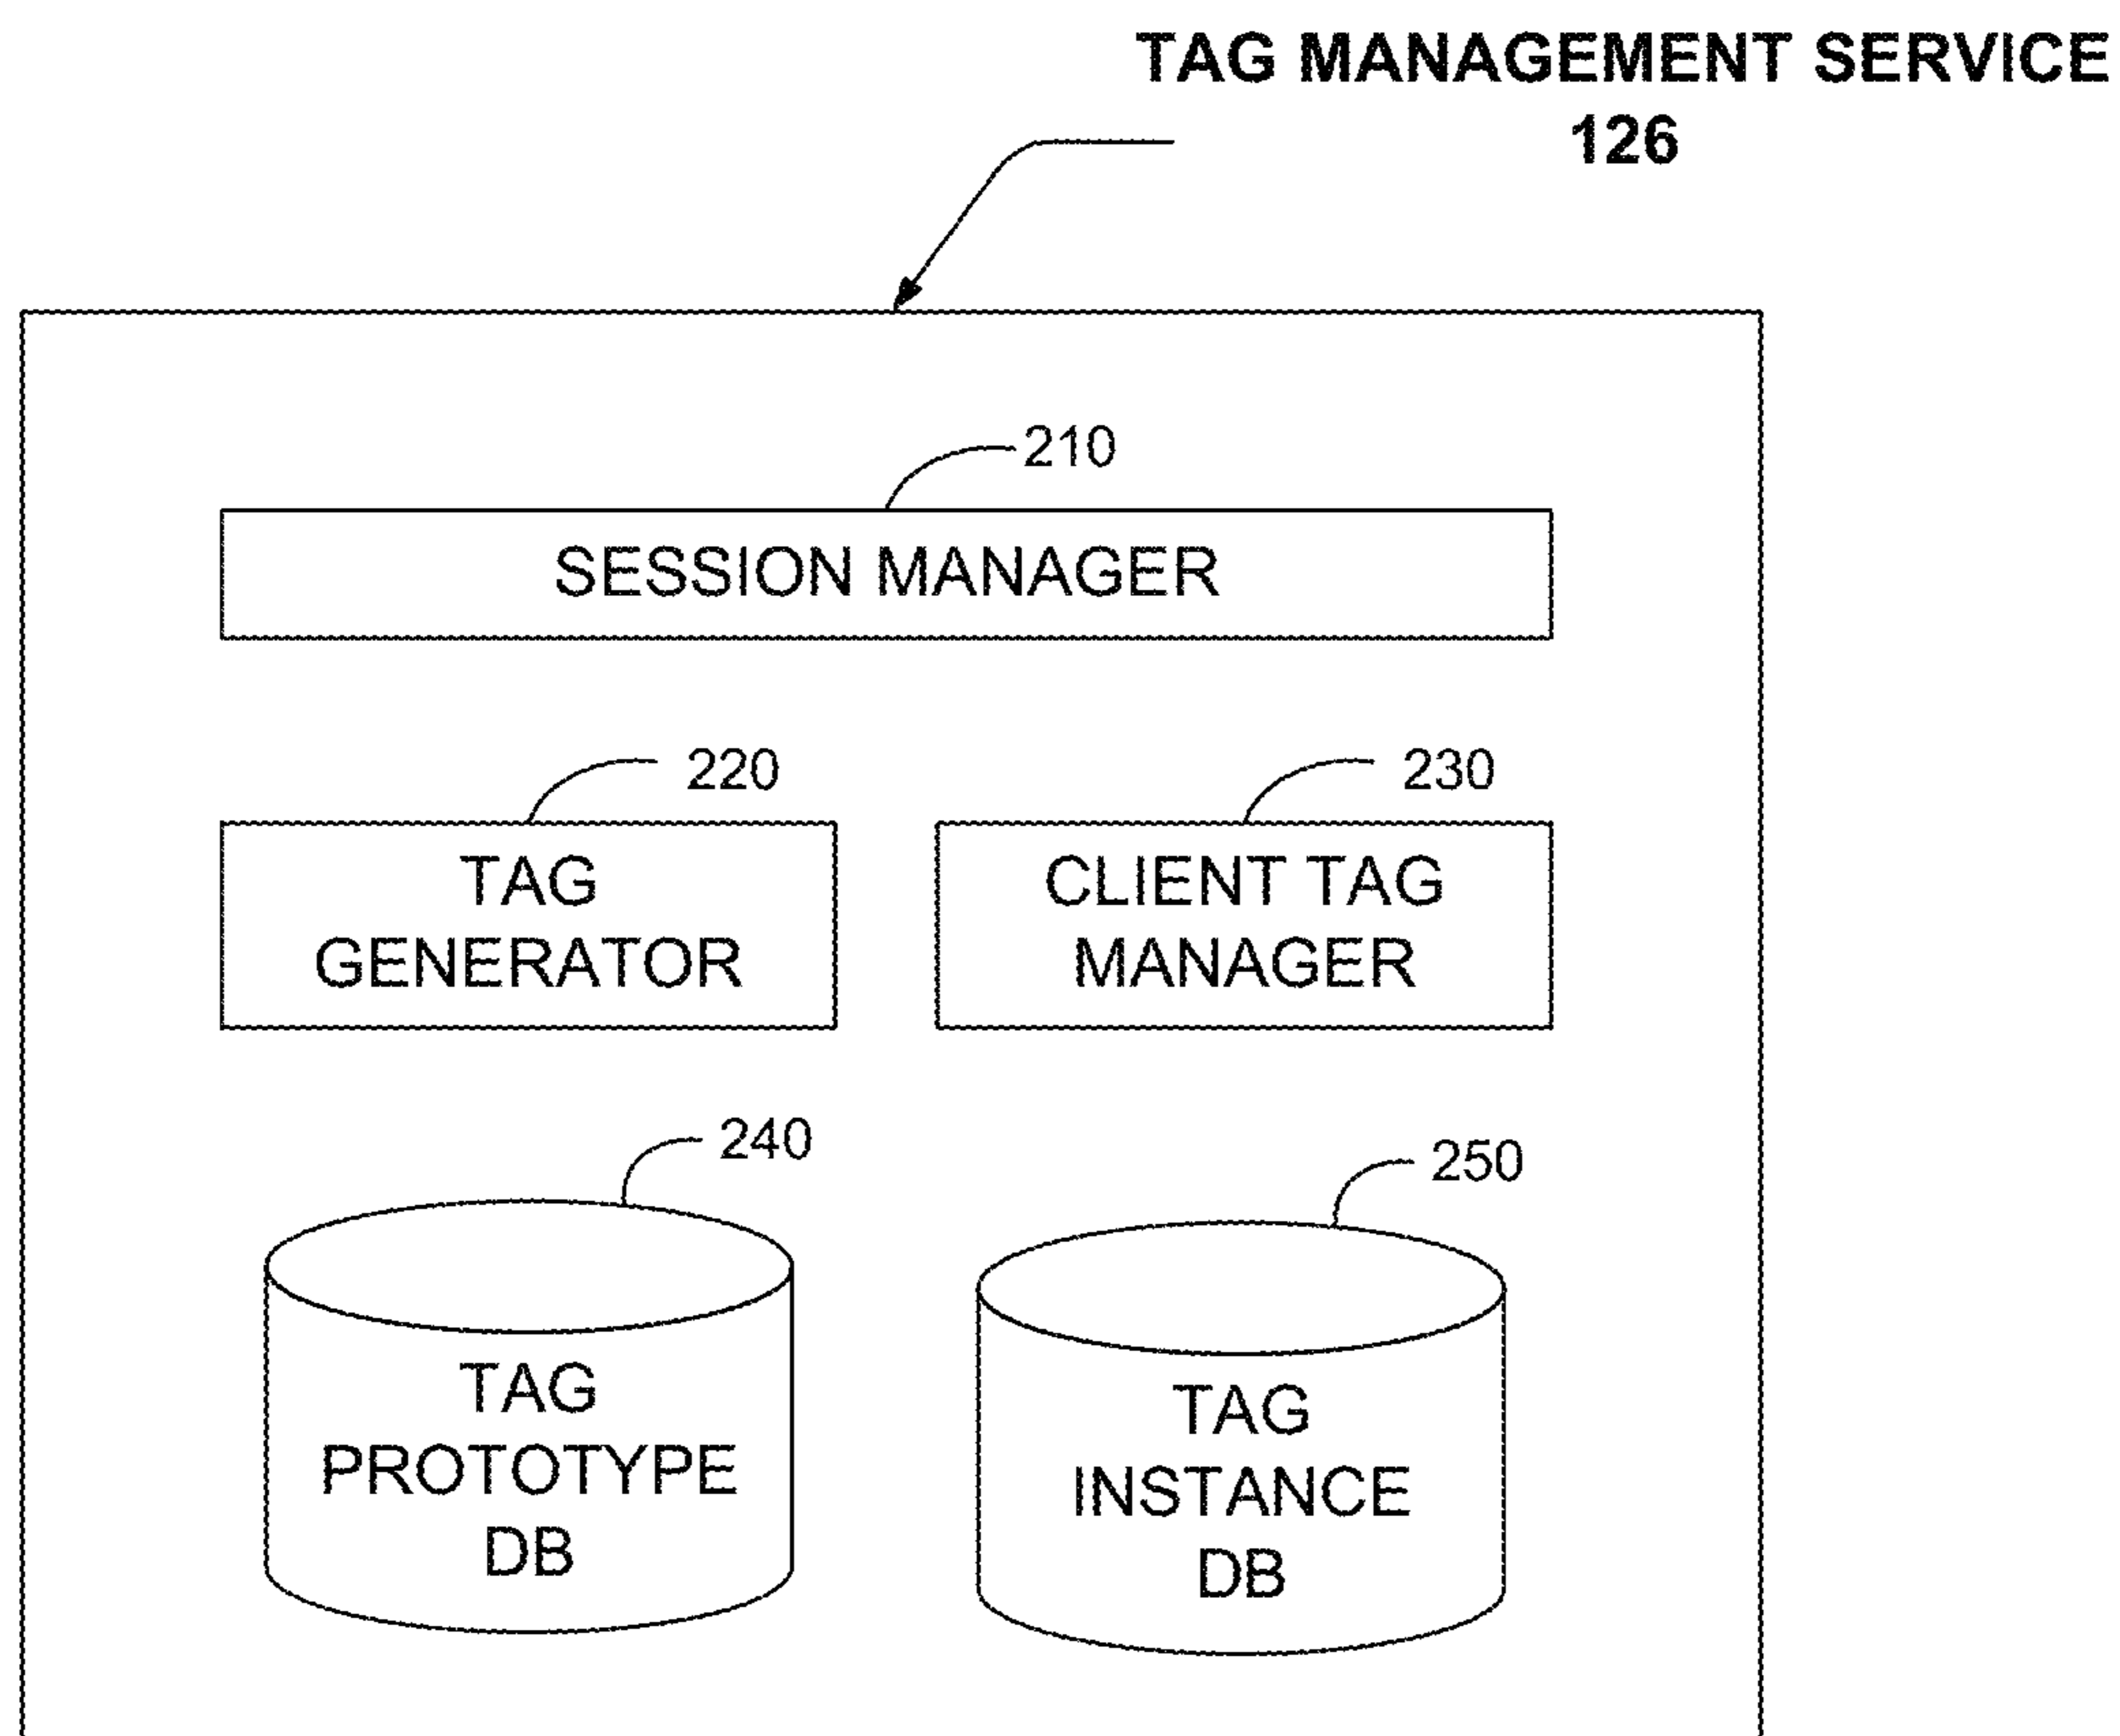 TAG MANAGEMENT SERVICE
126
210
SESSION MANAGER
220
TAG
GENERATOR
230
CLIENT TAG
MANAGER
240
TAG
PROTOTYPE
DB
250
TAG
INSTANCE
DB